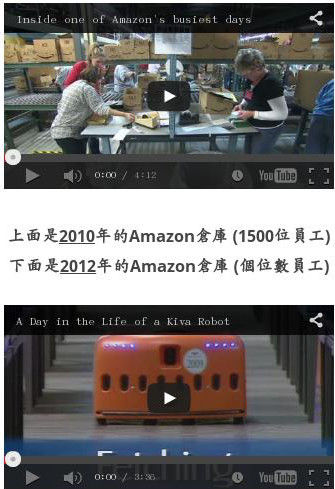 Inside one of Amazon's busiest days
0:00 / 4:12
YouTube
上面是2010年的Amazon倉庫 (1500位員工)
下面是2012年的Amazon倉庫 (個位數員工)
A Day in the Life of a Kiva Robot
2009
Fetching
0:00 / 3:36
YouTube